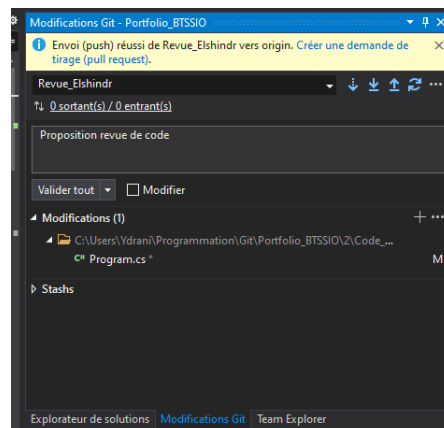 Modifications Git - Portfolio_BTSSIO
Envoi (push) réussi de Revue_Elshindr vers origin. Créer une demande de
tirage (pull request).
Revue_Elshindr
0 sortant(s) / 0 entrant(s)
Proposition revue de code
Valider tout
Modifier
Modifications (1)
C:\Users\Ydrani\Programmation\Git\Portfolio_BTSSIO\2\Code_...
C# Program.cs *
M
Stashs
Explorateur de solutions Modifications Git Team Explorer